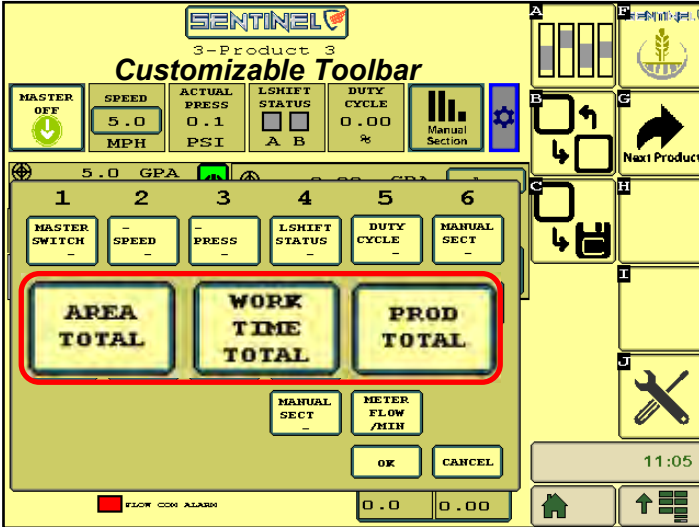 SENTINEL
3-Product 3
Customizable Toolbar
MASTER OFF
SPEED
5.0
MPH
ACTUAL PRESS
0.1
PSI
LSHIFT STATUS
A B
DUTY CYCLE
0.00
%
Manual Section
5.0 GPA
1 2 3 4 5 6
MASTER SWITCH
–
–
SPEED
–
–
PRESS
–
LSHIFT STATUS
–
DUTY CYCLE
–
MANUAL SECT
–
AREA TOTAL
WORK TIME TOTAL
PROD TOTAL
MANUAL SECT
–
METER FLOW /MIN
OK
CANCEL
FLOW COM ALARM
0.0
0.00
A
B
C
F
SENTINEL
G
Next Product
H
I
J
11:05